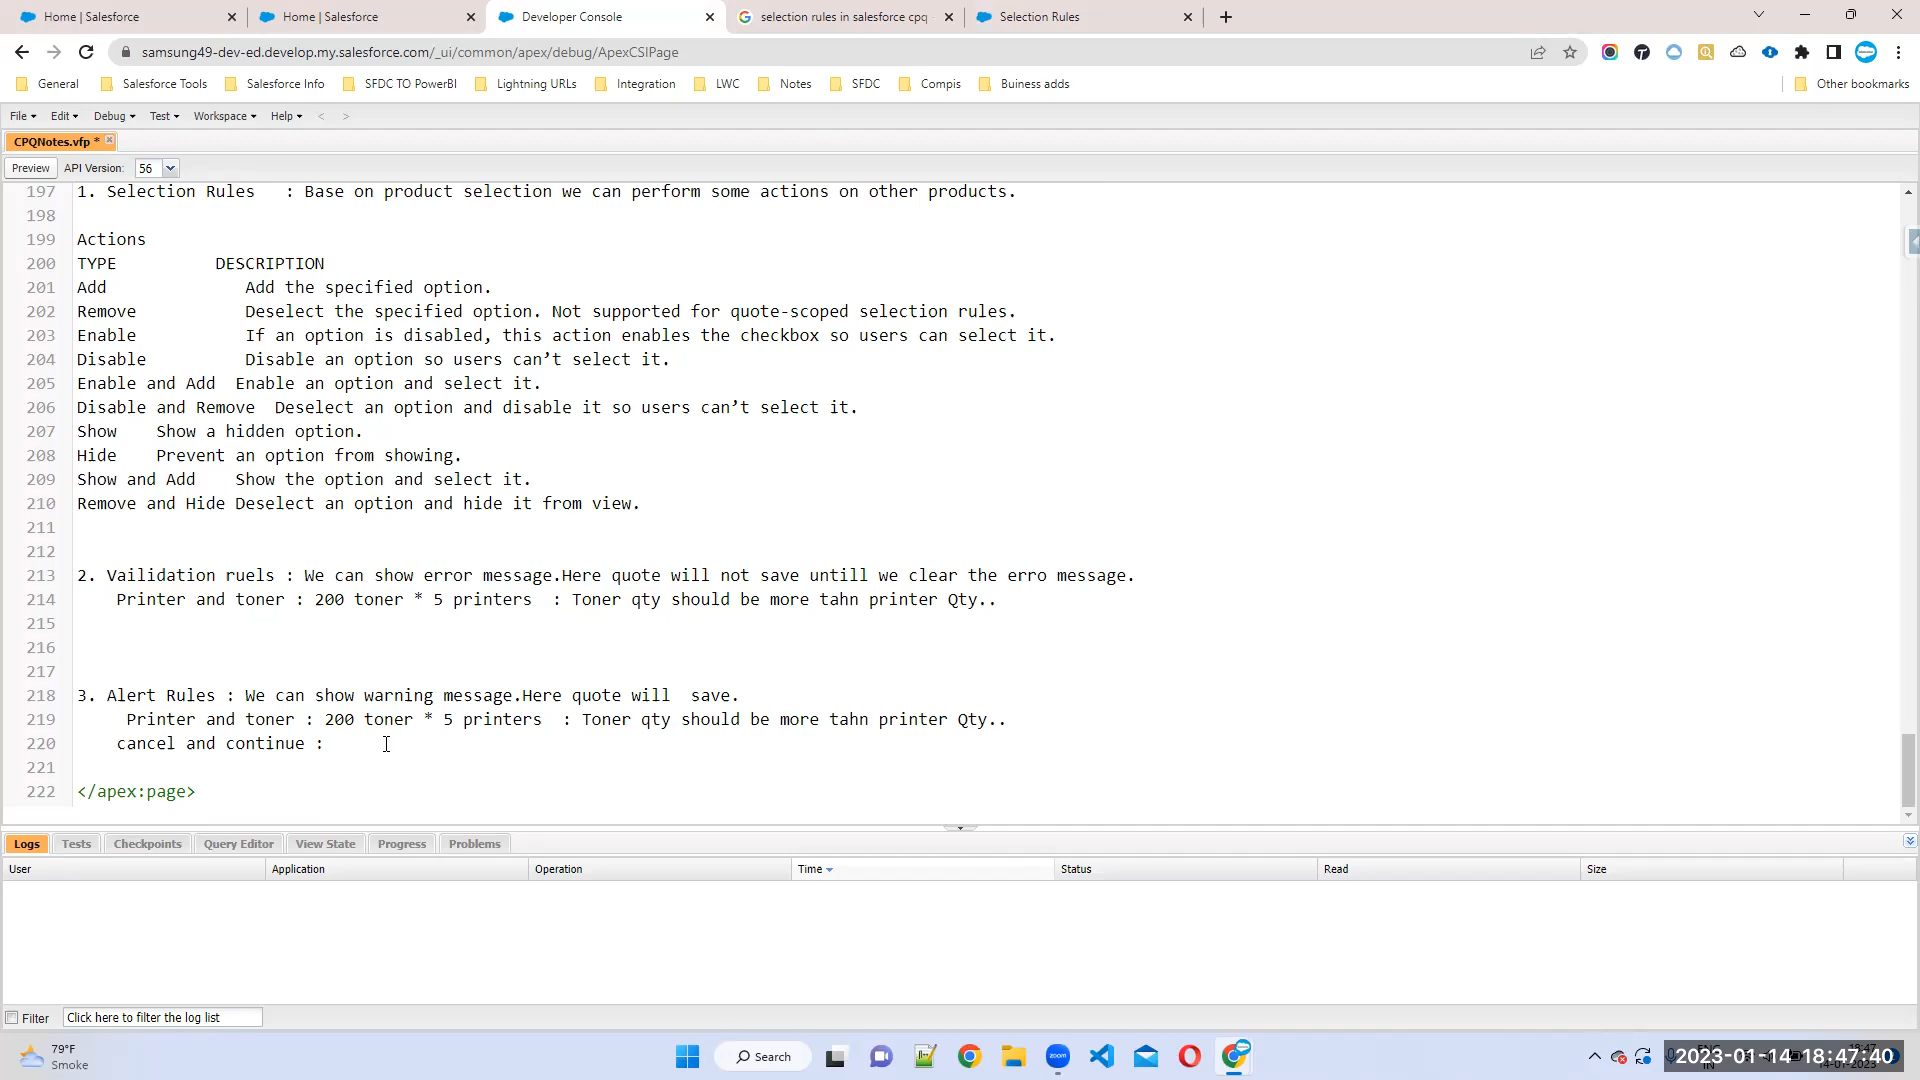 Home | Salesforce
Home | Salesforce
Developer Console
selection rules in salesforce cpq
Selection Rules
samsung49-dev-ed.develop.my.salesforce.com/_ui/common/apex/debug/ApexCSIPage
General
Salesforce Tools
Salesforce Info
SFDC TO PowerBI
Lightning URLs
Integration
LWC
Notes
SFDC
Compis
Buiness adds
Other bookmarks
File Edit Debug Test Workspace Help < >
CPQNotes.vfp *
Preview API Version: 56
197 1. Selection Rules : Base on product selection we can perform some actions on other products.
198
199 Actions
200 TYPE DESCRIPTION
201 Add Add the specified option.
202 Remove Deselect the specified option. Not supported for quote-scoped selection rules.
203 Enable If an option is disabled, this action enables the checkbox so users can select it.
204 Disable Disable an option so users can’t select it.
205 Enable and Add Enable an option and select it.
206 Disable and Remove Deselect an option and disable it so users can’t select it.
207 Show Show a hidden option.
208 Hide Prevent an option from showing.
209 Show and Add Show the option and select it.
210 Remove and Hide Deselect an option and hide it from view.
211
212
213 2. Vailidation ruels : We can show error message.Here quote will not save untill we clear the erro message.
214 Printer and toner : 200 toner * 5 printers : Toner qty should be more tahn printer Qty..
215
216
217
218 3. Alert Rules : We can show warning message.Here quote will save.
219 Printer and toner : 200 toner * 5 printers : Toner qty should be more tahn printer Qty..
220 cancel and continue :
221
222 </apex:page>
Logs Tests Checkpoints Query Editor View State Progress Problems
User Application Operation Time Status Read Size
Filter Click here to filter the log list
79°F
Smoke
Search
zoom
2023-01-14-18:47:40